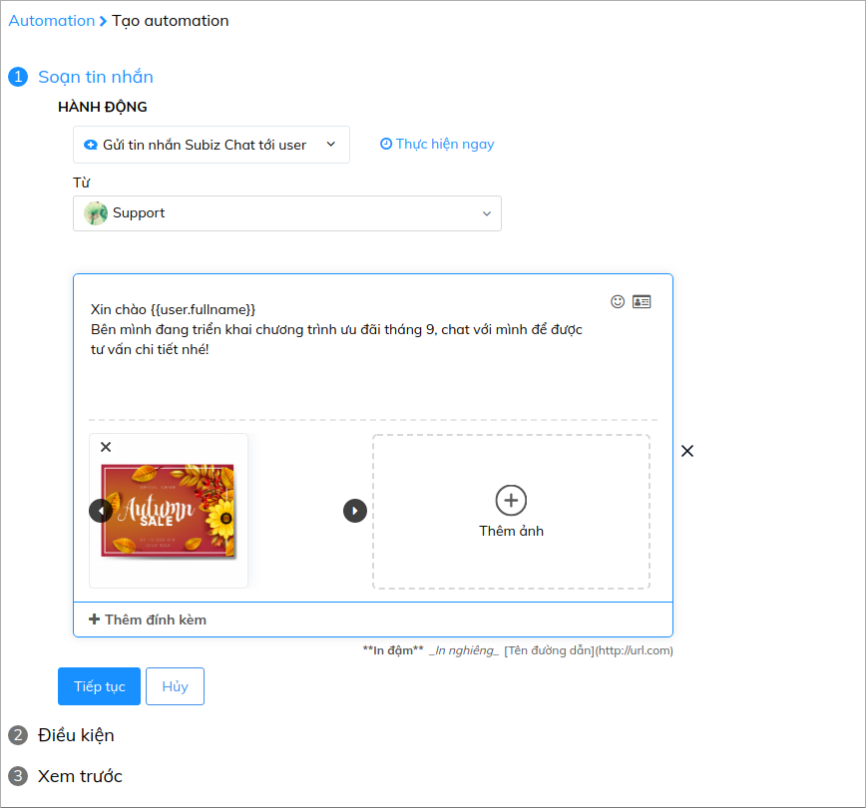 Automation > Tạo automation
1 Soạn tin nhắn
HÀNH ĐỘNG
Gửi tin nhắn Subiz Chat tới user
Thực hiện ngay
Từ
Support
Xin chào {{user.fullname}}
Bên mình đang triển khai chương trình ưu đãi tháng 9, chat với mình để được
tư vấn chi tiết nhé!
Autumn
SALE
Thêm ảnh
Thêm đính kèm
**In đậm** _In nghiêng_ [Tên đường dẫn](http://url.com)
Tiếp tục
Hủy
2 Điều kiện
3 Xem trước